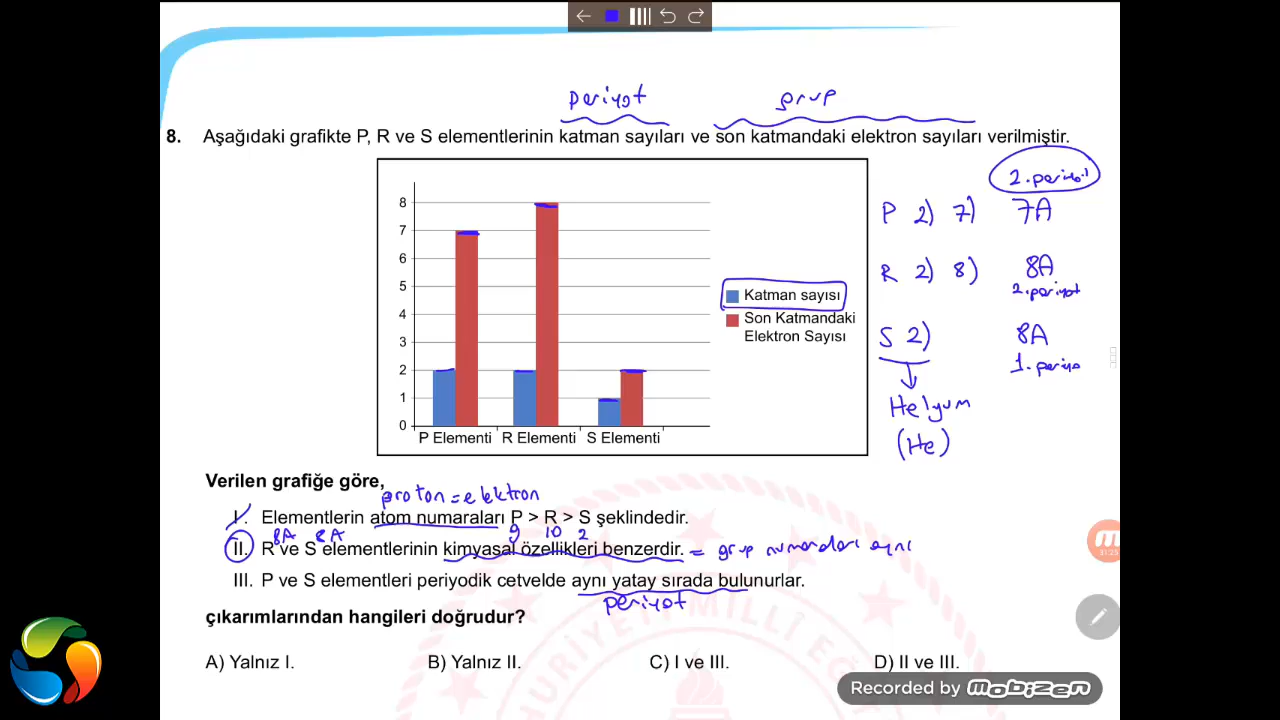 periyot grup
8. Aşağıdaki grafikte P, R ve S elementlerinin katman sayıları ve son katmandaki elektron sayıları verilmiştir.
8
7
6
5
4
3
2
1
0
P Elementi R Elementi S Elementi
Katman sayısı
Son Katmandaki
Elektron Sayısı
2. periyot
P 2) 7) 7A
R 2) 8) 8A
2. periyot
S 2) 8A
1. periyo
Helyum
(He)
Verilen grafiğe göre,
proton = elektron
I. Elementlerin atom numaraları P > R > S şeklindedir.
8A 8A 9 10 2
II. R ve S elementlerinin kimyasal özellikleri benzerdir. = grup numaraları aynı
III. P ve S elementleri periyodik cetvelde aynı yatay sırada bulunurlar.
periyot
çıkarımlarından hangileri doğrudur?
A) Yalnız I. B) Yalnız II. C) I ve III. D) II ve III.
Recorded by mobizen